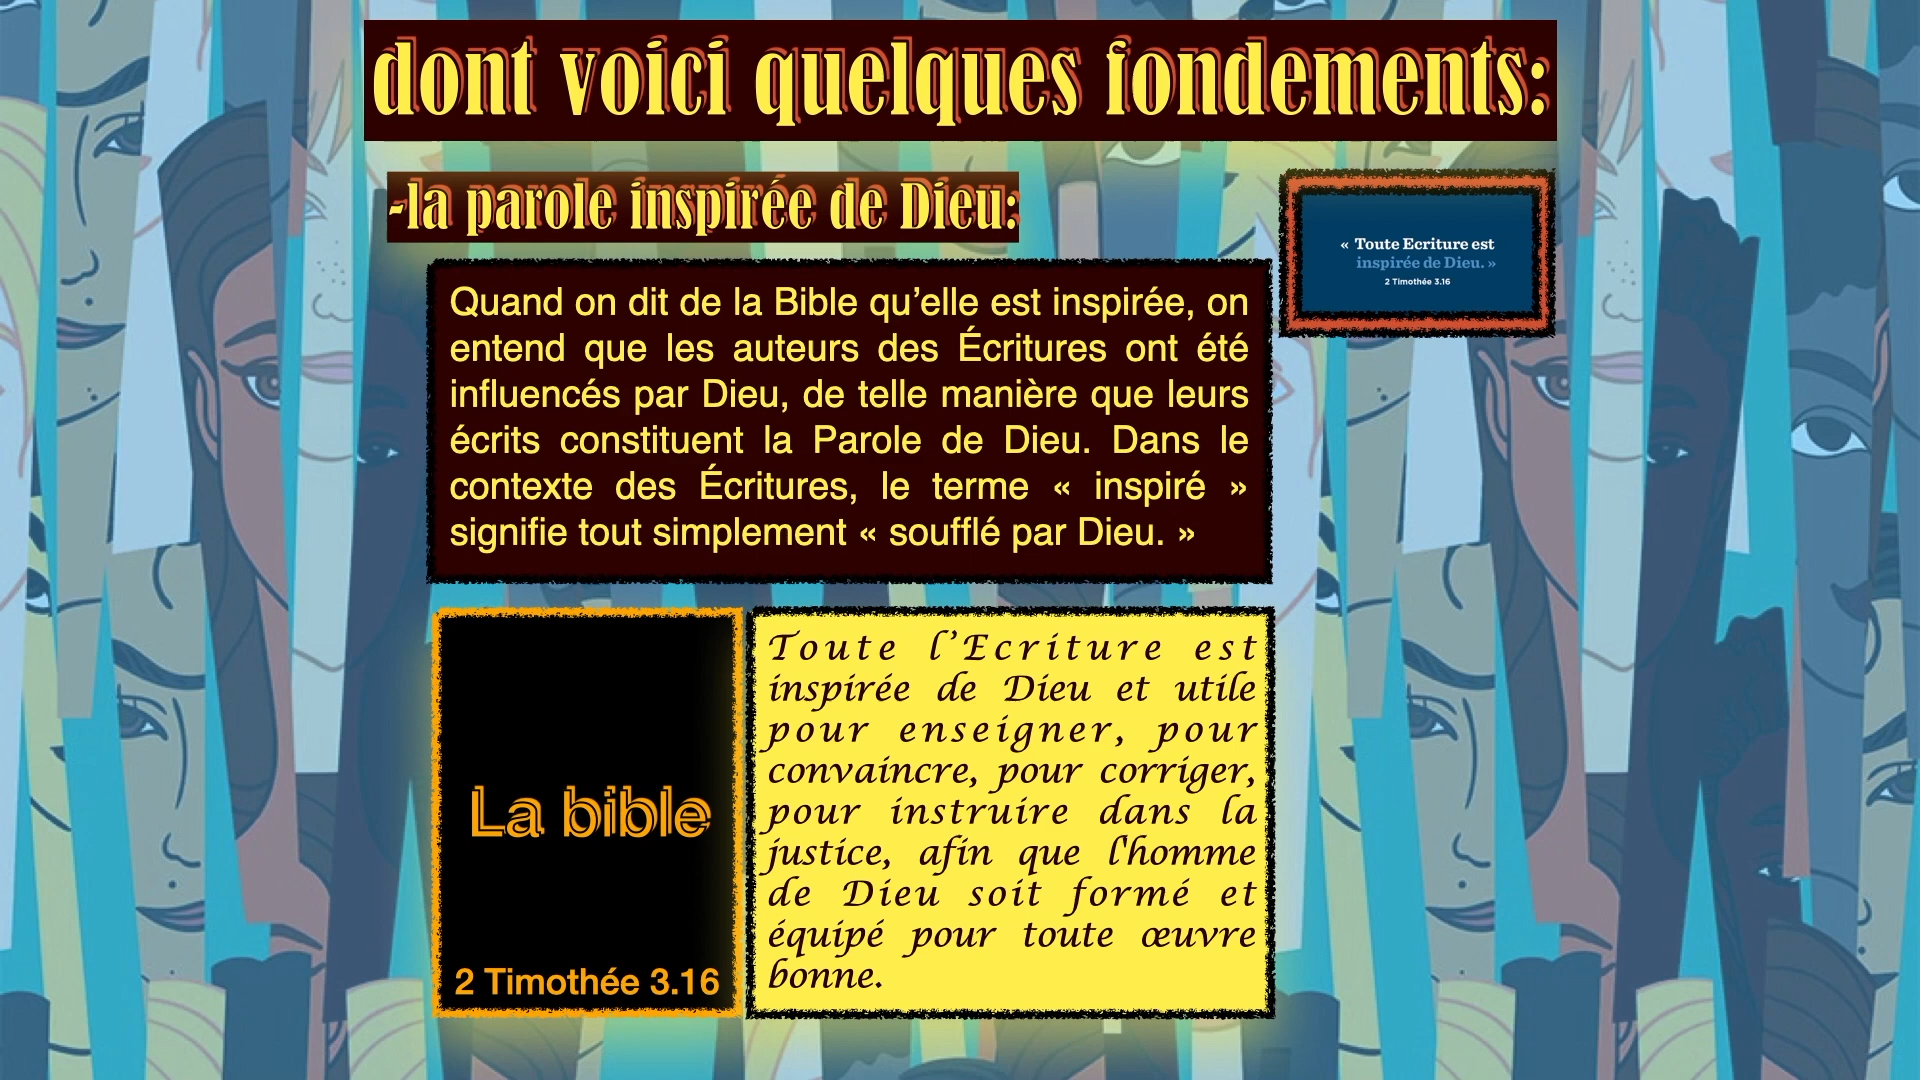 dont voici quelques fondements:
-la parole inspirée de Dieu:
« Toute Ecriture est
inspirée de Dieu. »
2 Timothée 3.16
Quand on dit de la Bible qu’elle est inspirée, on
entend que les auteurs des Écritures ont été
influencés par Dieu, de telle manière que leurs
écrits constituent la Parole de Dieu. Dans le
contexte des Écritures, le terme « inspiré »
signifie tout simplement « soufflé par Dieu. »
La bible
2 Timothée 3.16
Toute l’Ecriture est
inspirée de Dieu et utile
pour enseigner, pour
convaincre, pour corriger,
pour instruire dans la
justice, afin que l'homme
de Dieu soit formé et
équipé pour toute œuvre
bonne.